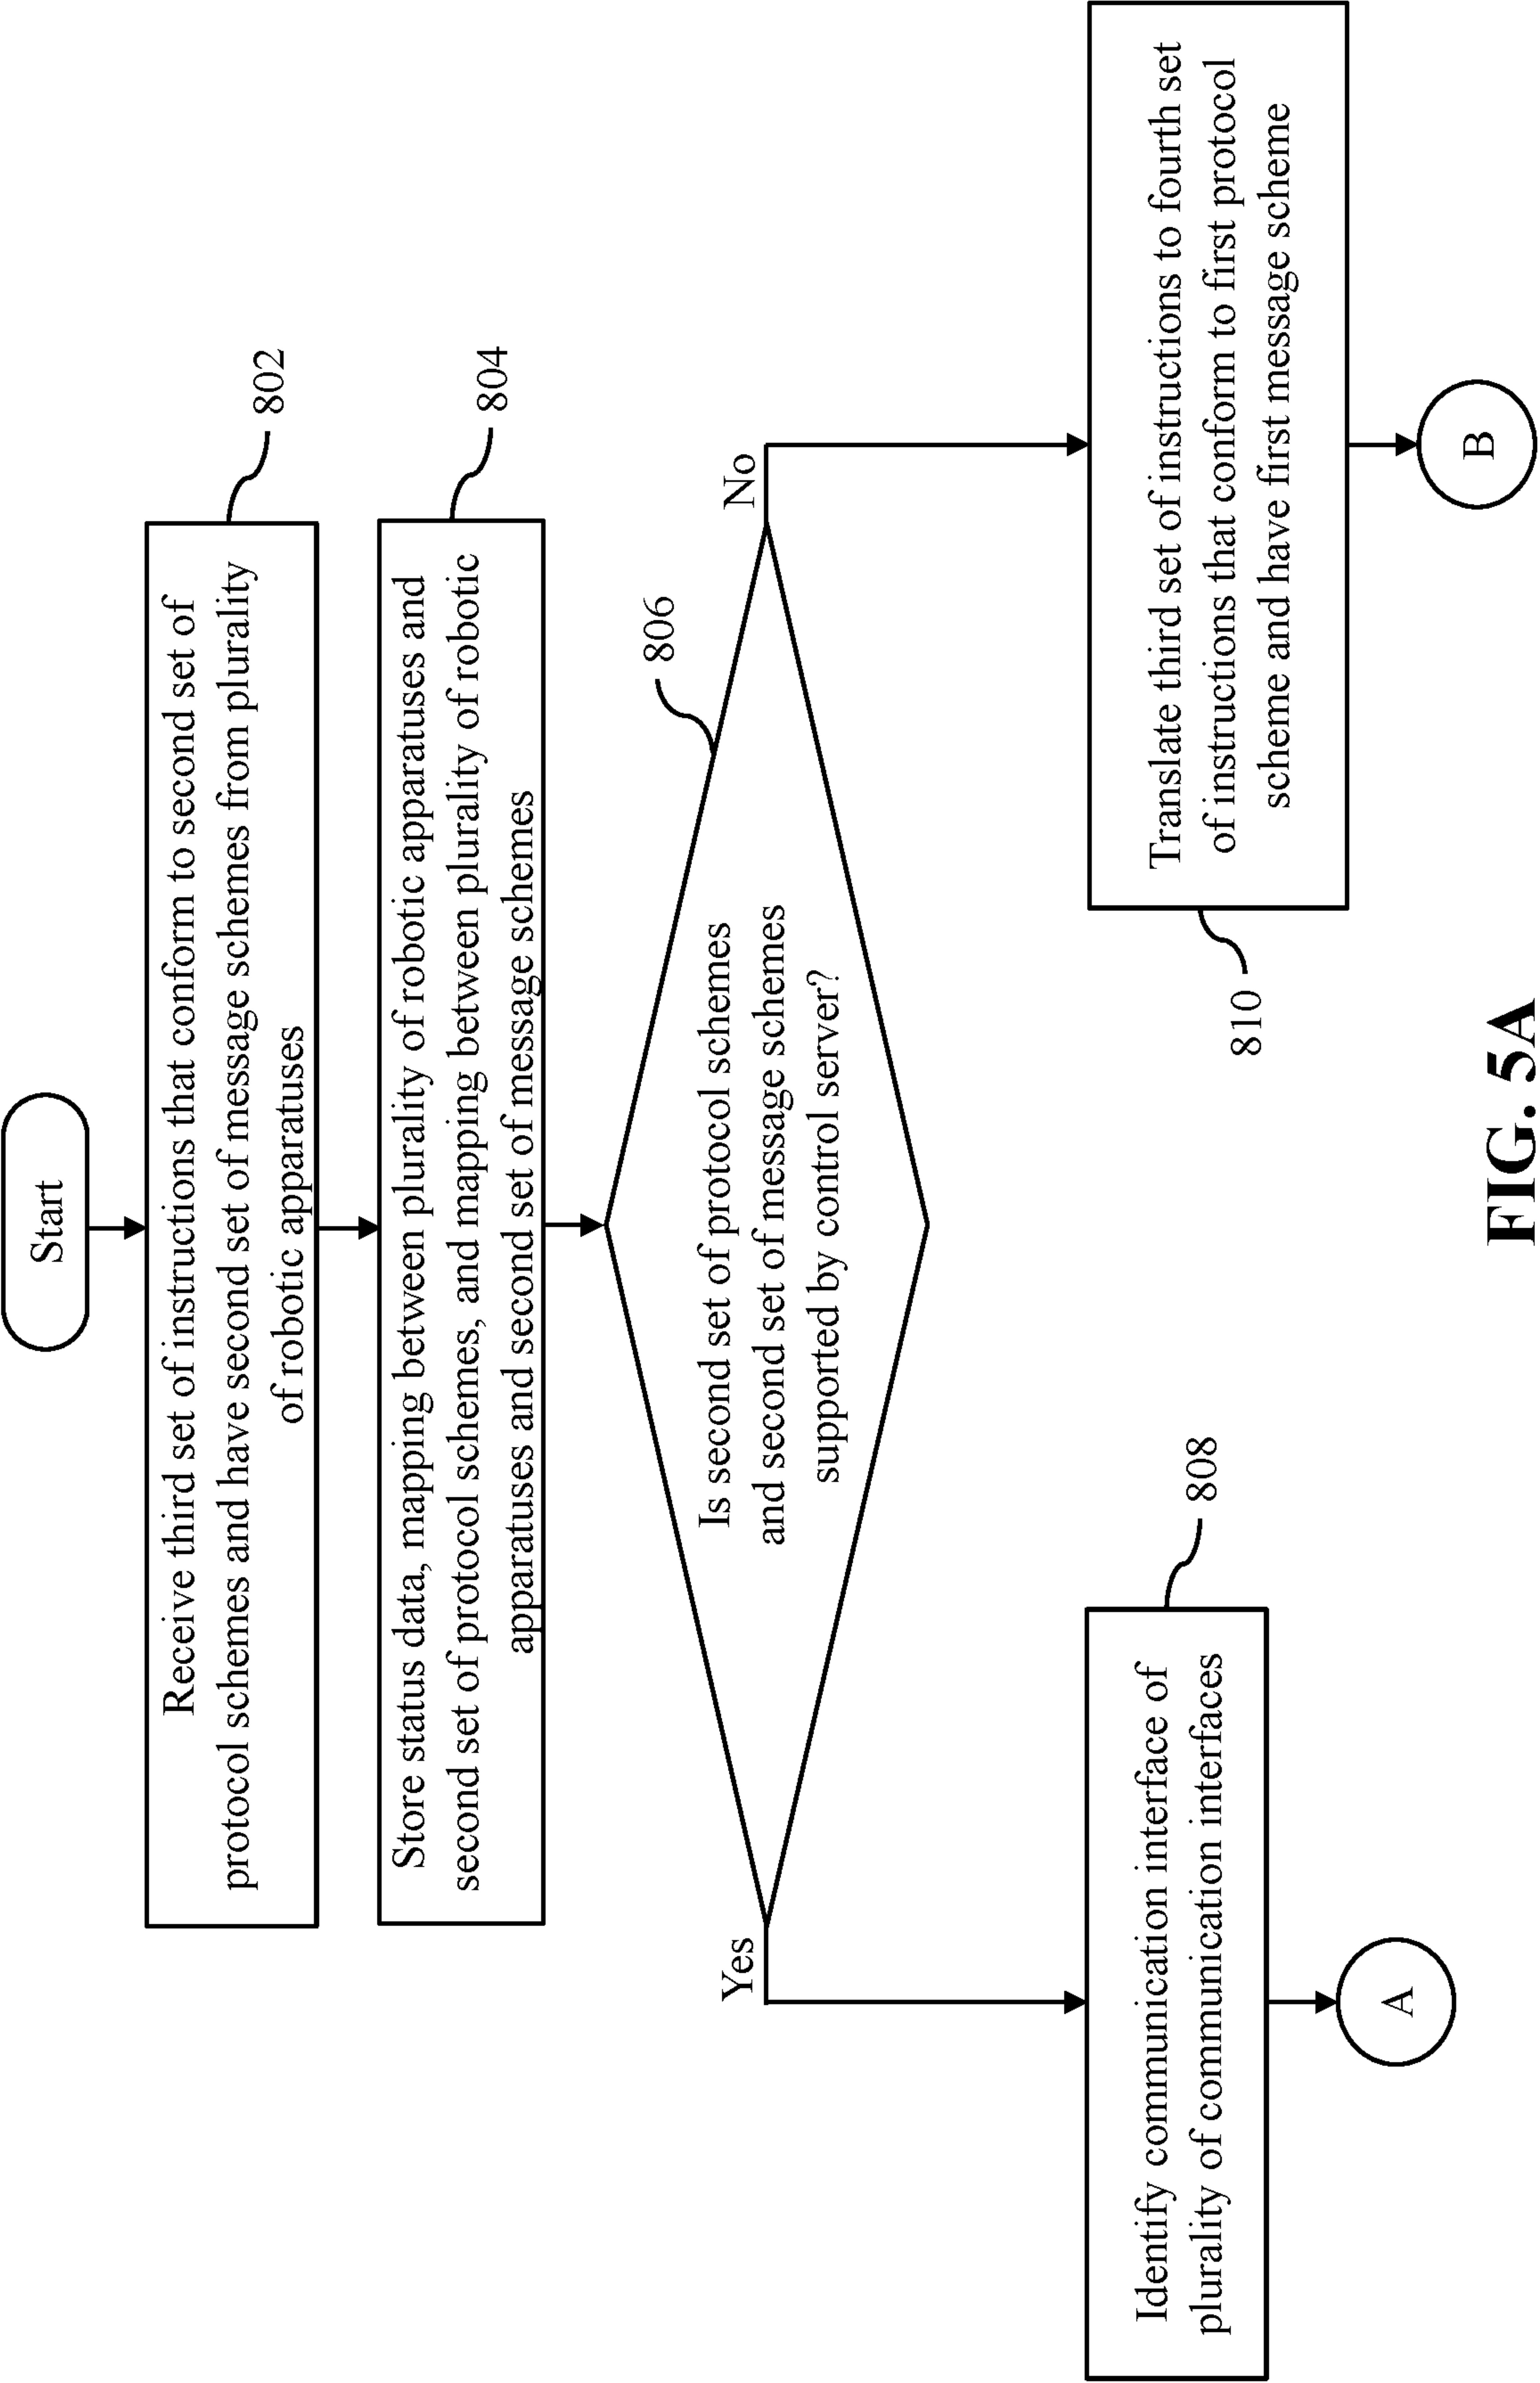 Start
Receive third set of instructions that conform to second set of
protocol schemes and have second set of message schemes from plurality
of robotic apparatuses
802
Store status data, mapping between plurality of robotic apparatuses and
second set of protocol schemes, and mapping between plurality of robotic
apparatuses and second set of message schemes
804
806
Is second set of protocol schemes
and second set of message schemes
supported by control server?
Yes
No
Identify communication interface of
plurality of communication interfaces
808
A
Translate third set of instructions to fourth set
of instructions that conform to first protocol
scheme and have first message scheme
810
B
FIG. 5A